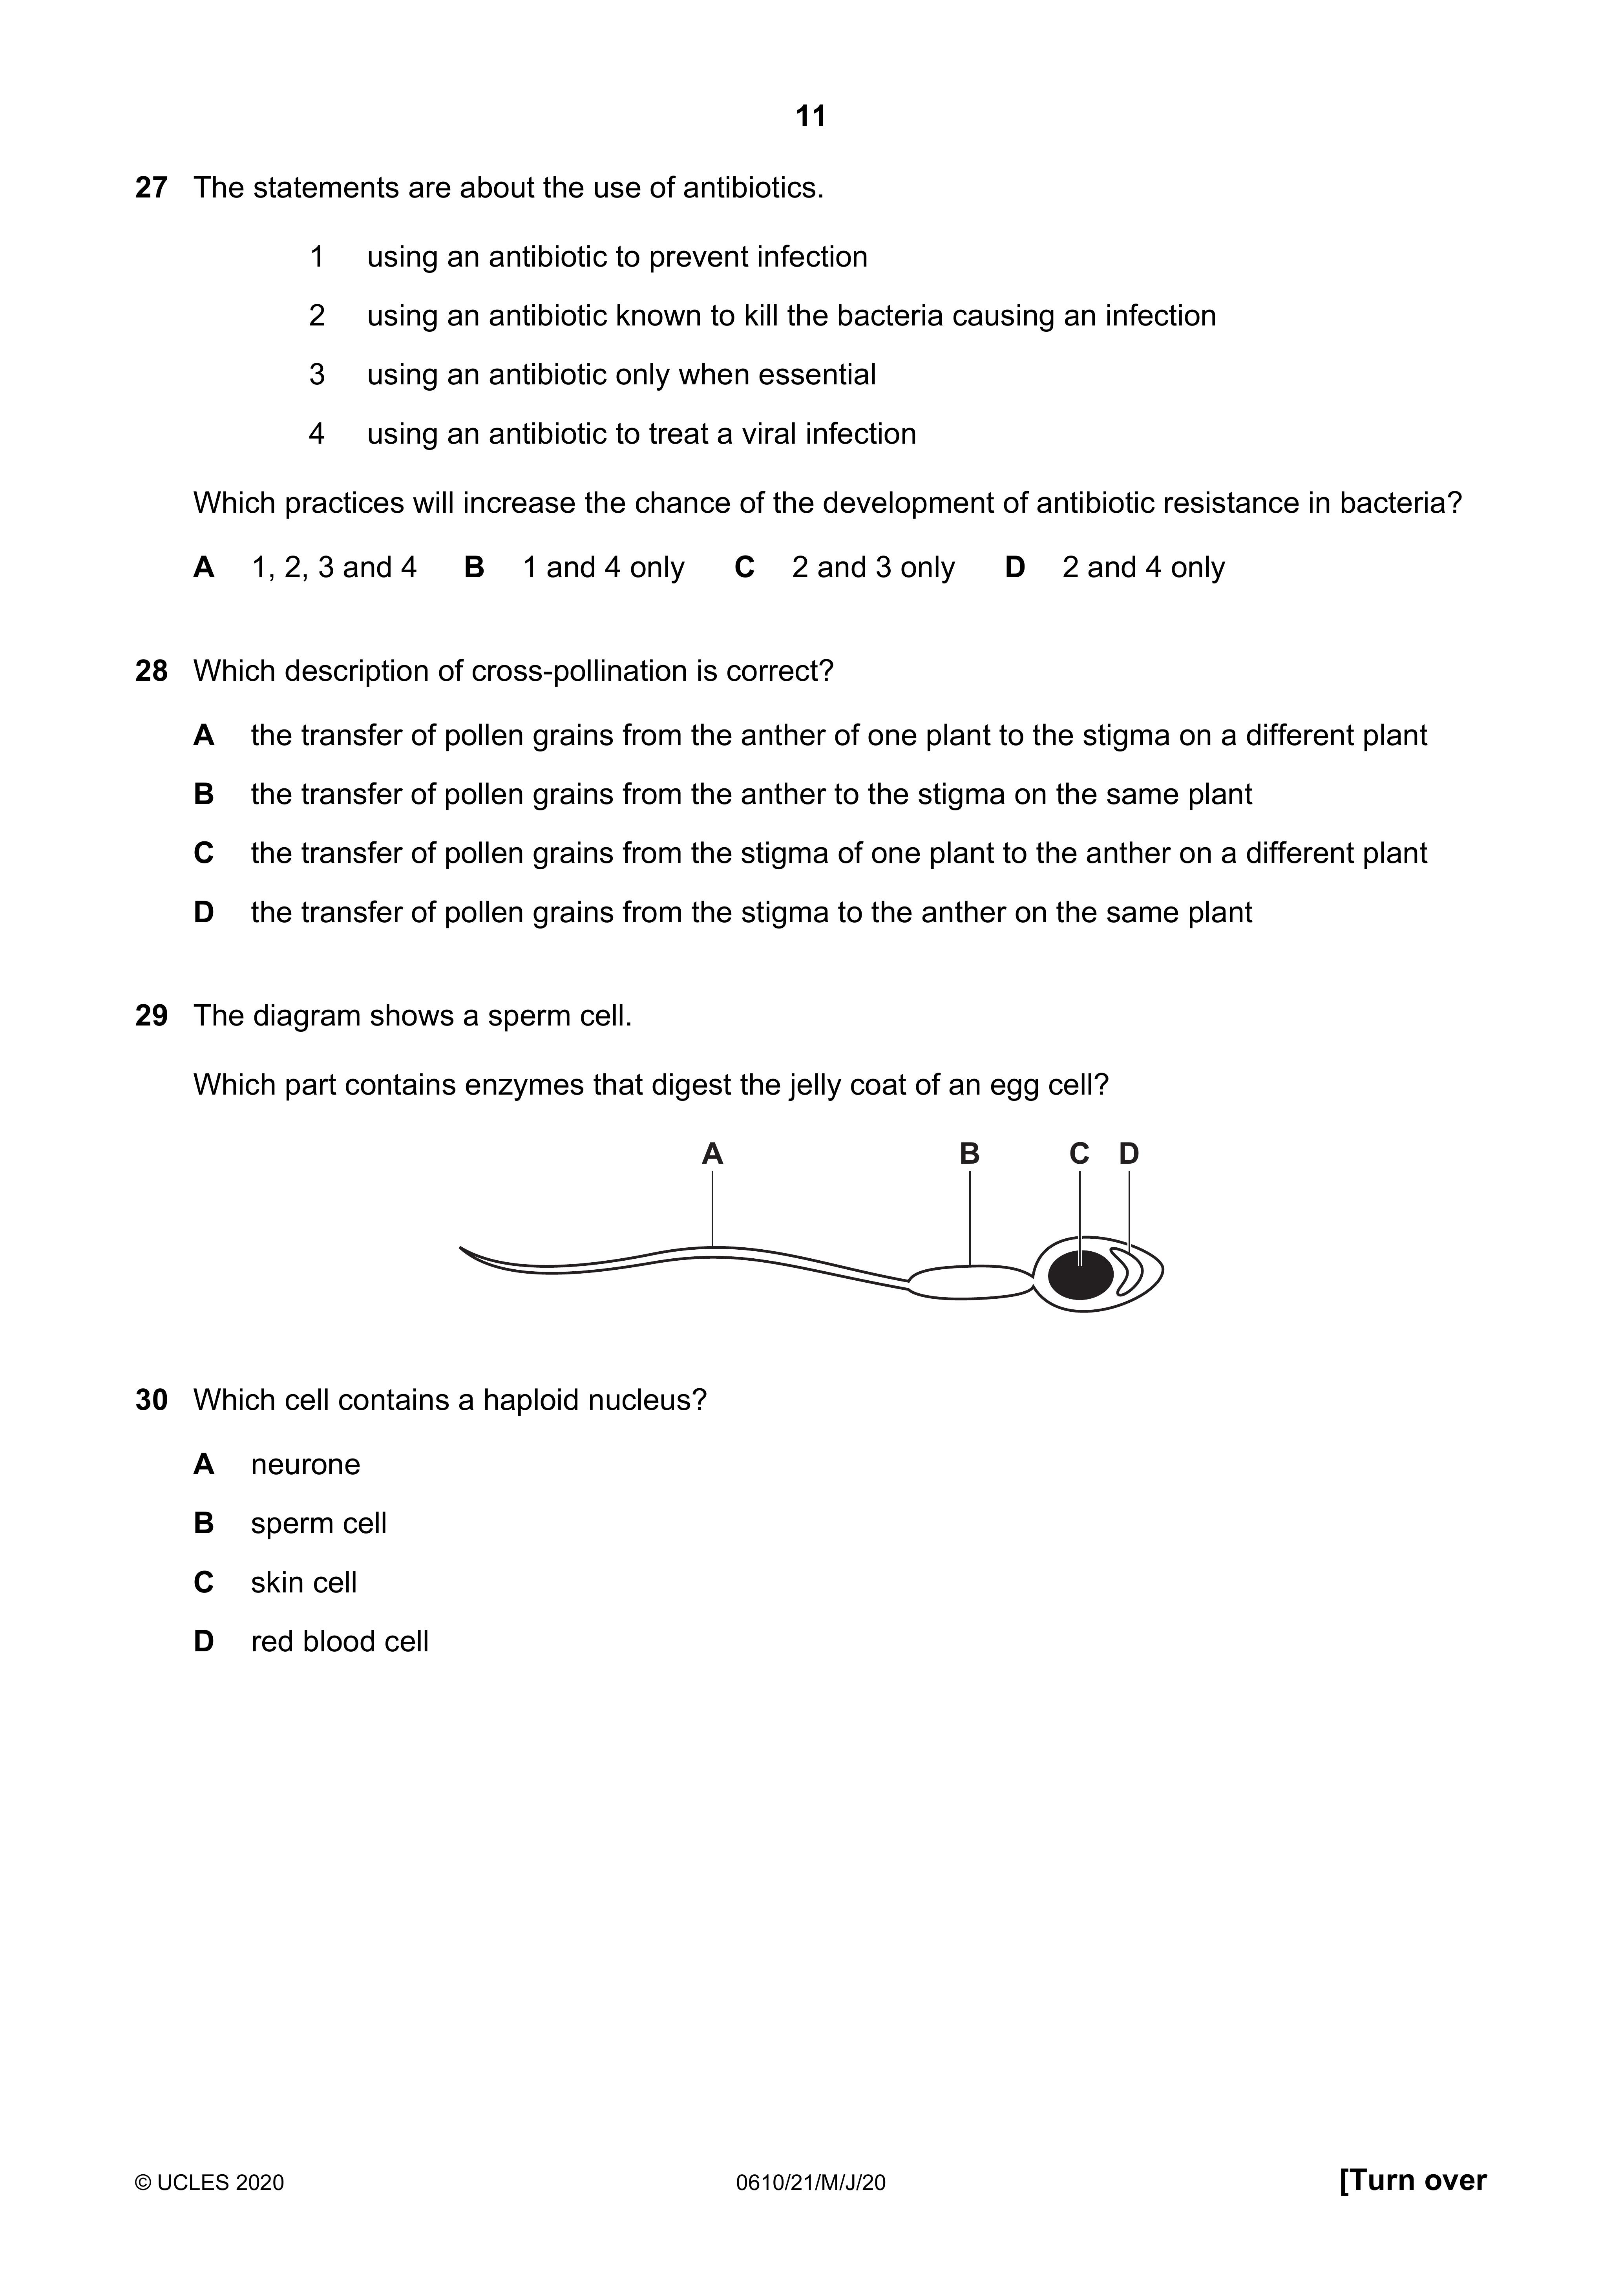 11
27 The statements are about the use of antibiotics.
1 using an antibiotic to prevent infection
2 using an antibiotic known to kill the bacteria causing an infection
3 using an antibiotic only when essential
4 using an antibiotic to treat a viral infection
Which practices will increase the chance of the development of antibiotic resistance in bacteria?
A 1, 2, 3 and 4 B 1 and 4 only C 2 and 3 only D 2 and 4 only
28 Which description of cross-pollination is correct?
A the transfer of pollen grains from the anther of one plant to the stigma on a different plant
B the transfer of pollen grains from the anther to the stigma on the same plant
C the transfer of pollen grains from the stigma of one plant to the anther on a different plant
D the transfer of pollen grains from the stigma to the anther on the same plant
29 The diagram shows a sperm cell.
Which part contains enzymes that digest the jelly coat of an egg cell?
A B C D
30 Which cell contains a haploid nucleus?
A neurone
B sperm cell
C skin cell
D red blood cell
© UCLES 2020 0610/21/M/J/20 [Turn over